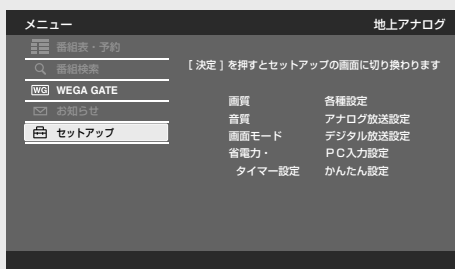 メニュー 地上アナログ
番組表・予約
番組検索
WG WEGA GATE
お知らせ
セットアップ
[ 決定 ] を押すとセットアップの画面に切り換わります
画質 各種設定
音質 アナログ放送設定
画面モード デジタル放送設定
省電力・ PC入力設定
タイマー設定 かんたん設定